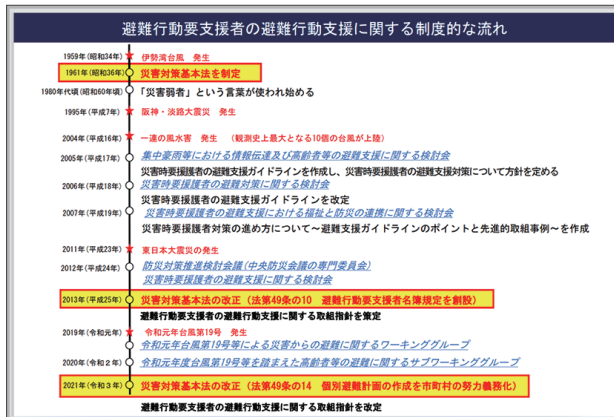 避難行動要支援者の避難行動支援に関する制度的な流れ
1959年(昭和34年) 伊勢湾台風 発生
1961年(昭和36年) 災害対策基本法を制定
1980年代頃(昭和60年頃) 「災害弱者」という言葉が使われ始める
1995年(平成7年) 阪神・淡路大震災 発生
2004年(平成16年) 一連の風水害 発生 (観測史上最大となる10個の台風が上陸)
2005年(平成17年) 集中豪雨等における情報伝達及び高齢者等の避難支援に関する検討会
災害時要援護者の避難支援ガイドラインを作成し、災害時要援護者の避難支援対策について方針を定める
2006年(平成18年) 災害時要援護者の避難対策に関する検討会
災害時要援護者の避難支援ガイドラインを改定
2007年(平成19年) 災害時要援護者の避難支援における福祉と防災の連携に関する検討会
災害時要援護者対策の進め方について～避難支援ガイドラインのポイントと先進的取組事例～を作成
2011年(平成23年) 東日本大震災の発生
2012年(平成24年) 防災対策推進検討会議(中央防災会議の専門委員会)
災害時要援護者の避難支援に関する検討会
2013年(平成25年) 災害対策基本法の改正(法第49条の10 避難行動要支援者名簿規定を創設)
避難行動要支援者の避難行動支援に関する取組指針を策定
2019年(令和元年) 令和元年台風第19号 発生
令和元年台風第19号等による災害からの避難に関するワーキンググループ
2020年(令和2年) 令和元年度台風第19号等を踏まえた高齢者等の避難に関するサブワーキンググループ
2021年(令和3年) 災害対策基本法の改正(法第49条の14 個別避難計画の作成を市町村の努力義務化)
避難行動要支援者の避難行動支援に関する取組指針を改定